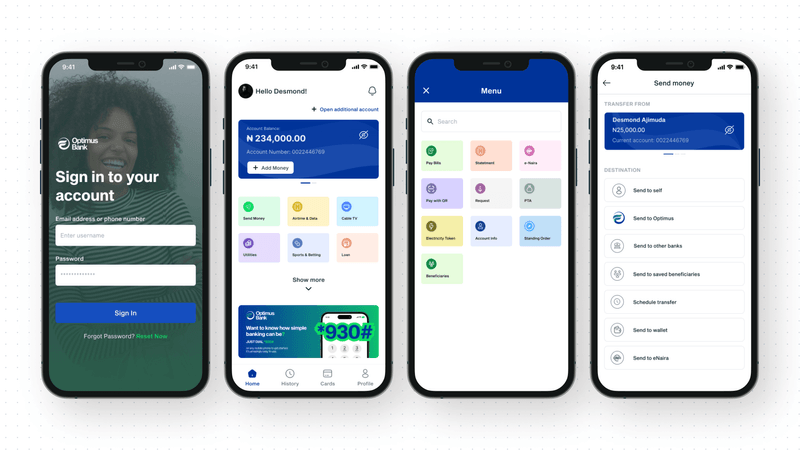 9:41
Optimus
Bank
Sign in to your
account
Email address or phone number
Enter username
Password
Sign In
Forgot Password? Reset Now
9:41
Hello Desmond!
+ Open additional account
Account Balance
₦ 234,000.00
Account Number: 0022446769
+ Add Money
Send Money
Airtime & Data
Cable TV
Utilities
Sports & Betting
Loan
Show more
Optimus
Bank
Want to know how simple
banking can be?
JUST DIAL *930#
*930#
Home
History
Cards
Profile
Menu
Search
Pay Bills
Statement
e-Naira
Pay with QR
Request
PTA
Electricity Token
Account Info
Standing Order
Beneficiaries
9:41
Send money
TRANSFER FROM
Desmond Ajimuda
N25,000.00
Current account: 0022446769
DESTINATION
Send to self
Send to Optimus
Send to other banks
Send to saved beneficiaries
Schedule transfer
Send to wallet
Send to eNaira